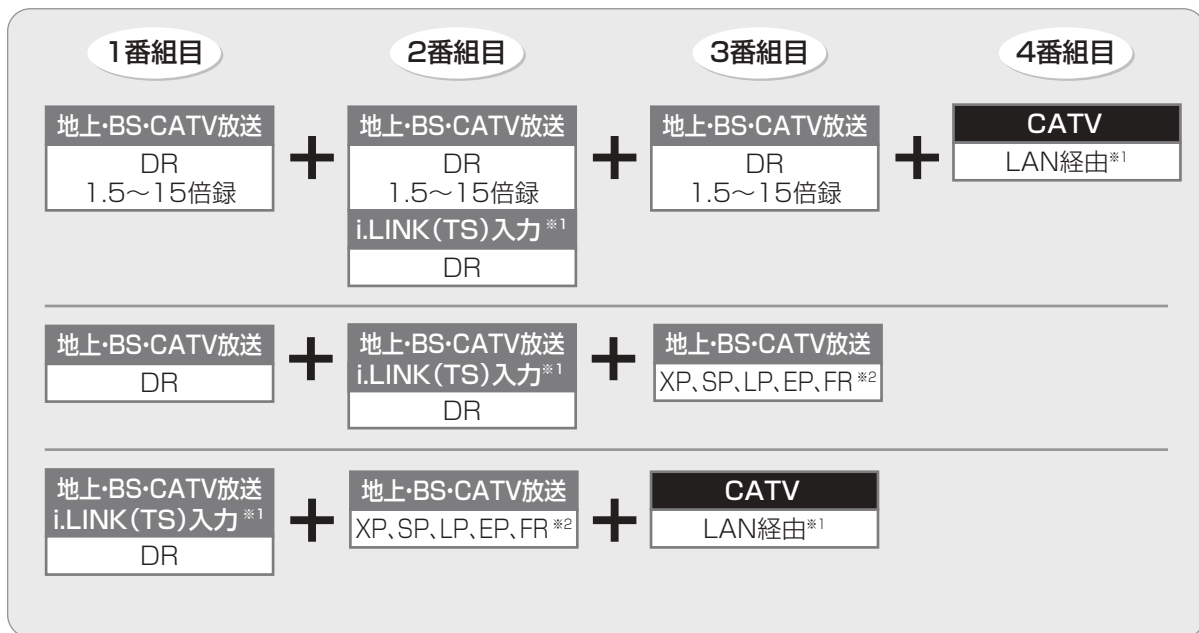 1番組目
2番組目
3番組目
4番組目
地上・BS・CATV放送
DR
1.5～15倍録
+
地上・BS・CATV放送
DR
1.5～15倍録
i.LINK(TS)入力※1
DR
+
地上・BS・CATV放送
DR
1.5～15倍録
+
CATV
LAN経由※1
地上・BS・CATV放送
DR
+
地上・BS・CATV放送
i.LINK(TS)入力※1
DR
+
地上・BS・CATV放送
XP、SP、LP、EP、FR※2
地上・BS・CATV放送
i.LINK(TS)入力※1
DR
+
地上・BS・CATV放送
XP、SP、LP、EP、FR※2
+
CATV
LAN経由※1